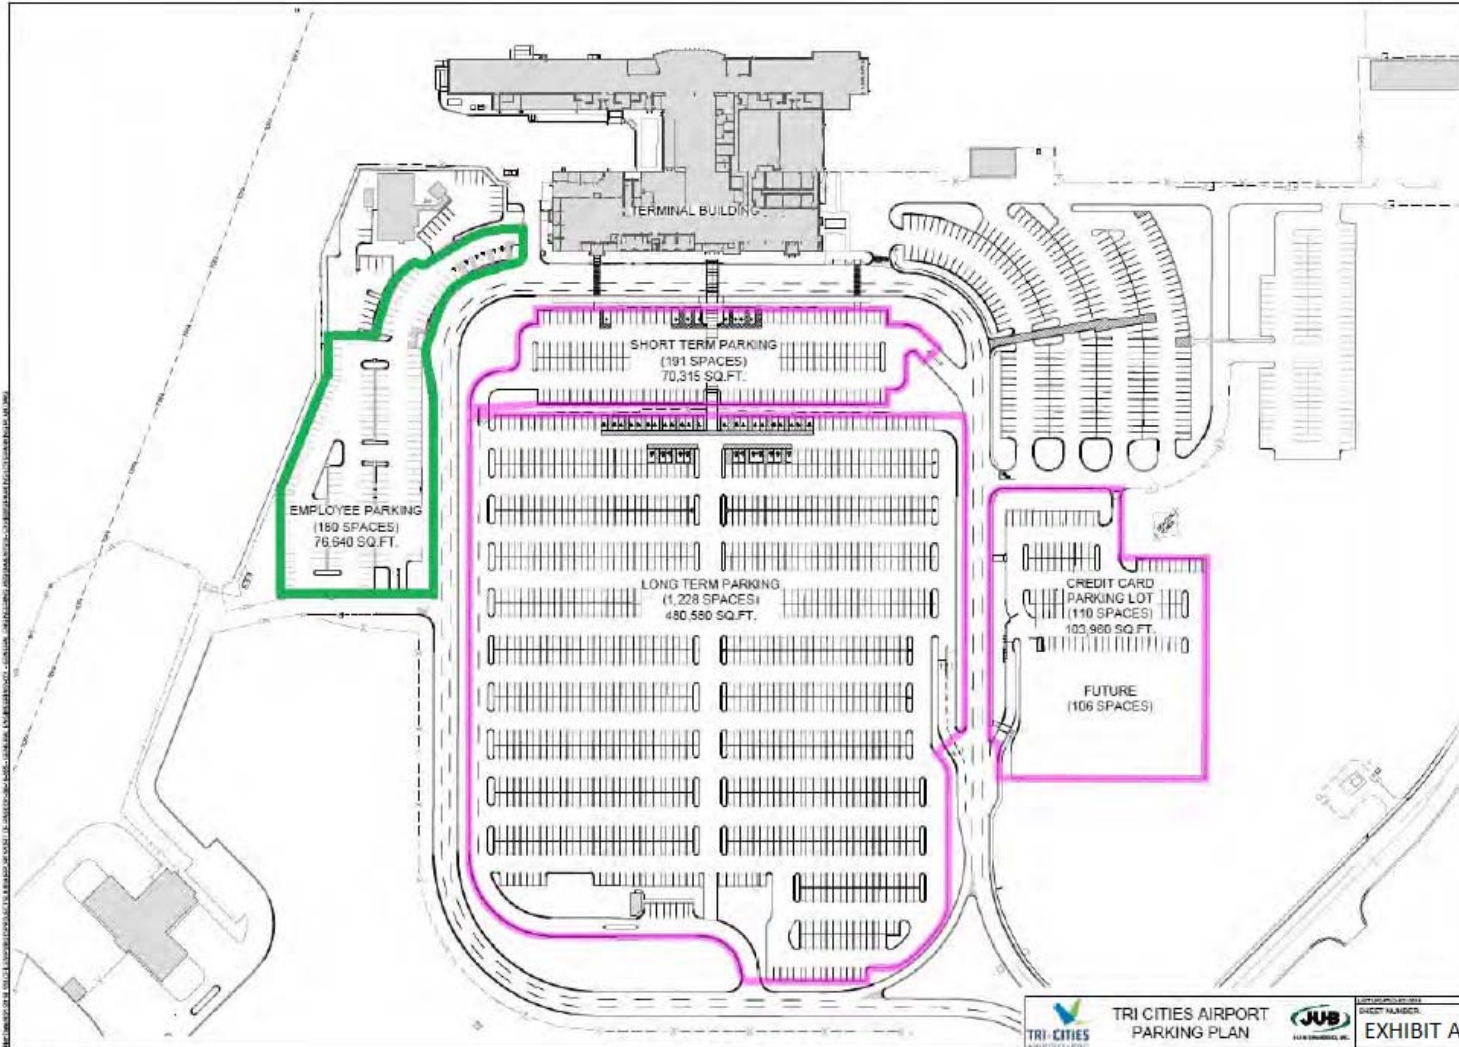 TERMINAL BUILDING
SHORT TERM PARKING
(191 SPACES)
70,315 SQ.FT.
EMPLOYEE PARKING
(180 SPACES)
76,640 SQ.FT.
LONG TERM PARKING
(1,228 SPACES)
480,580 SQ.FT.
CREDIT CARD
PARKING LOT
(110 SPACES)
103,960 SQ.FT.
FUTURE
(106 SPACES)
TRI-CITIES
TRI CITIES AIRPORT
PARKING PLAN
JUB
SHEET NUMBER:
EXHIBIT A